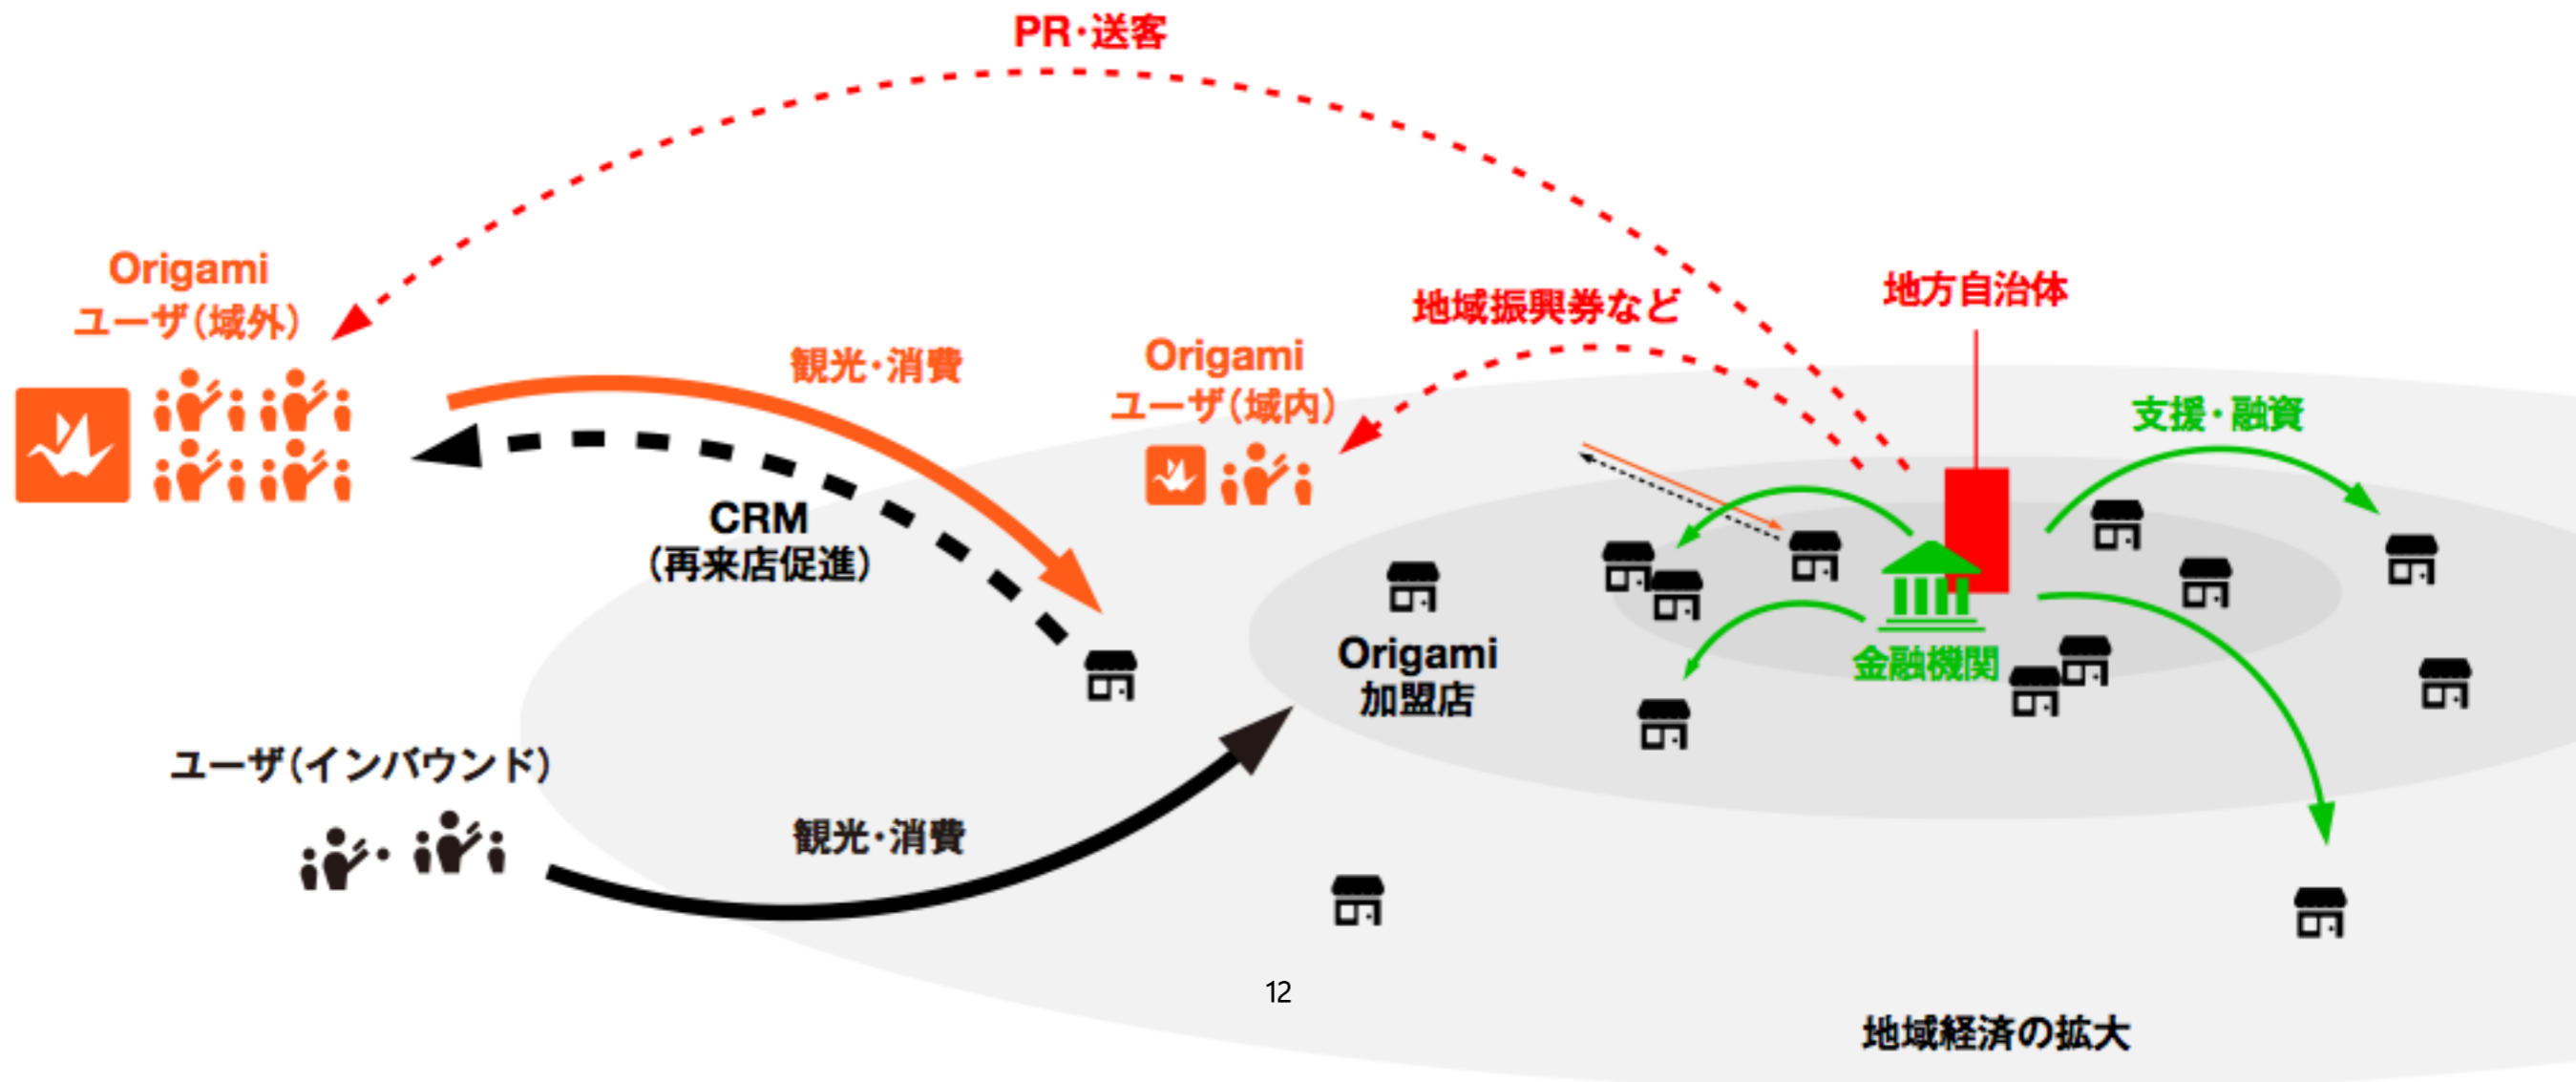 PR・送客
Origami
ユーザ（域外）
観光・消費
CRM
（再来店促進）
ユーザ（インバウンド）
観光・消費
Origami
ユーザ（域内）
地域振興券など
地方自治体
支援・融資
Origami
加盟店
金融機関
12
地域経済の拡大